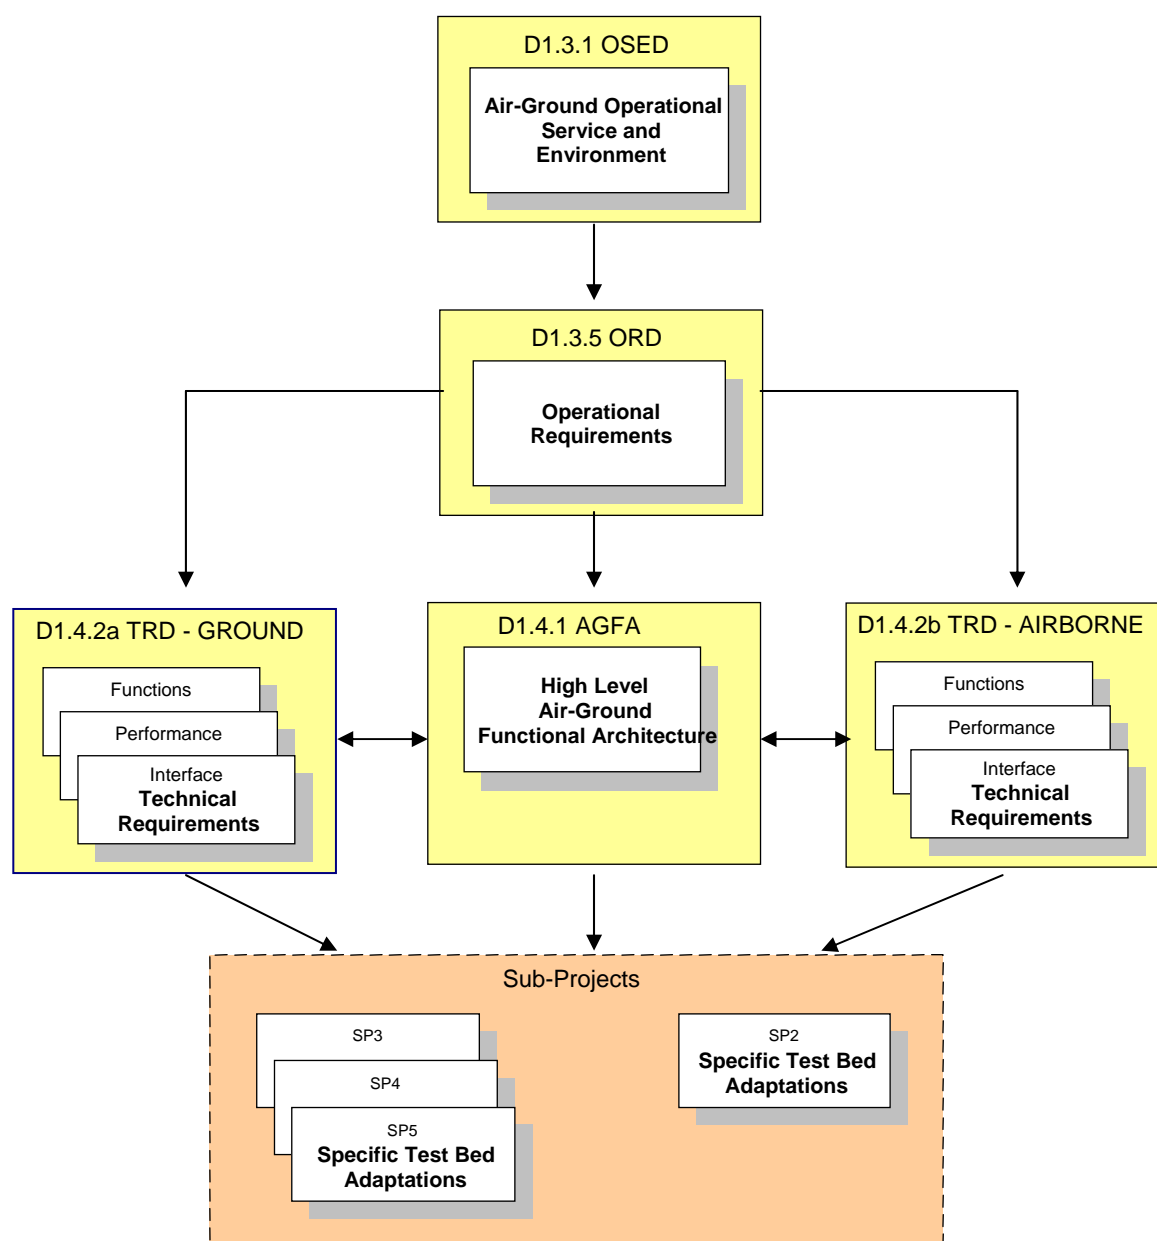 D1.3.1 OSED
Air-Ground Operational
Service and
Environment
D1.3.5 ORD
Operational
Requirements
D1.4.2a TRD - GROUND
Functions
Performance
Interface
Technical
Requirements
D1.4.1 AGFA
High Level
Air-Ground
Functional Architecture
D1.4.2b TRD - AIRBORNE
Functions
Performance
Interface
Technical
Requirements
Sub-Projects
SP3
SP4
SP5
Specific Test Bed
Adaptations
SP2
Specific Test Bed
Adaptations